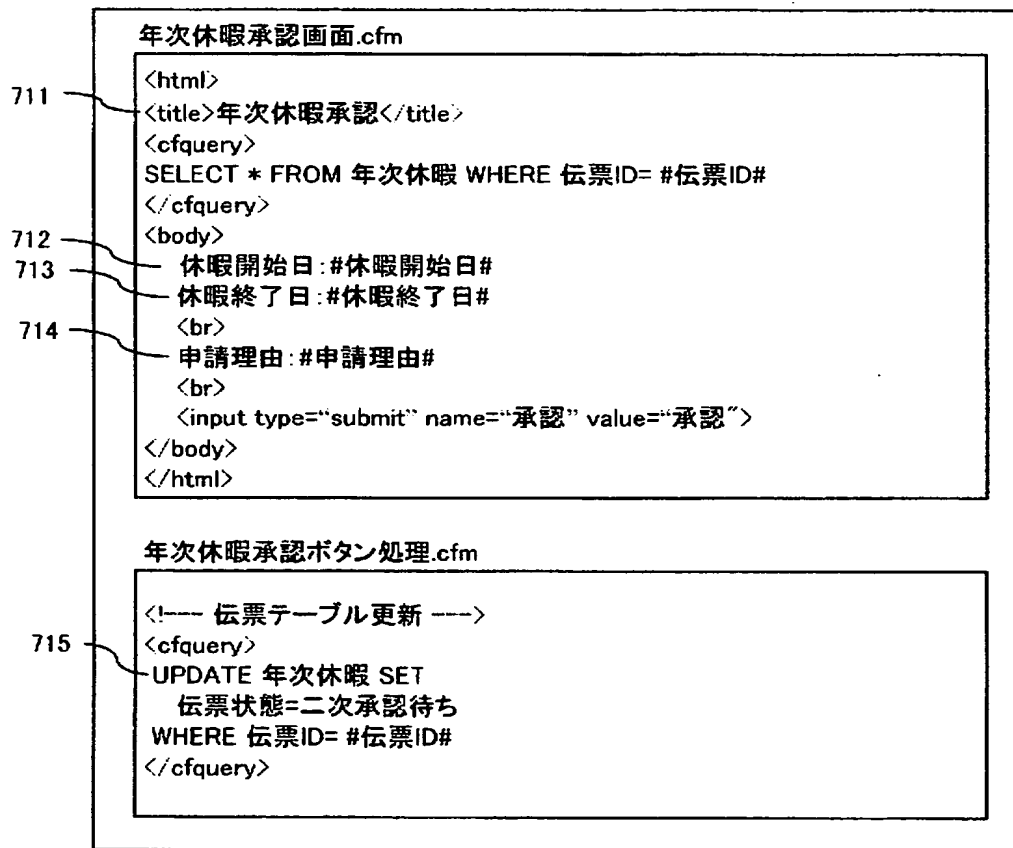 年次休暇承認画面.cfm
<html>
711
<title>年次休暇承認</title>
<cfquery>
SELECT * FROM 年次休暇 WHERE 伝票ID= #伝票ID#
</cfquery>
<body>
712
休暇開始日:#休暇開始日#
713
休暇終了日:#休暇終了日#
<br>
714
申請理由:#申請理由#
<br>
<input type=“submit” name=“承認” value=“承認”>
</body>
</html>
年次休暇承認ボタン処理.cfm
<!--- 伝票テーブル更新 --->
<cfquery>
715
UPDATE 年次休暇 SET
伝票状態=二次承認待ち
WHERE 伝票ID= #伝票ID#
</cfquery>